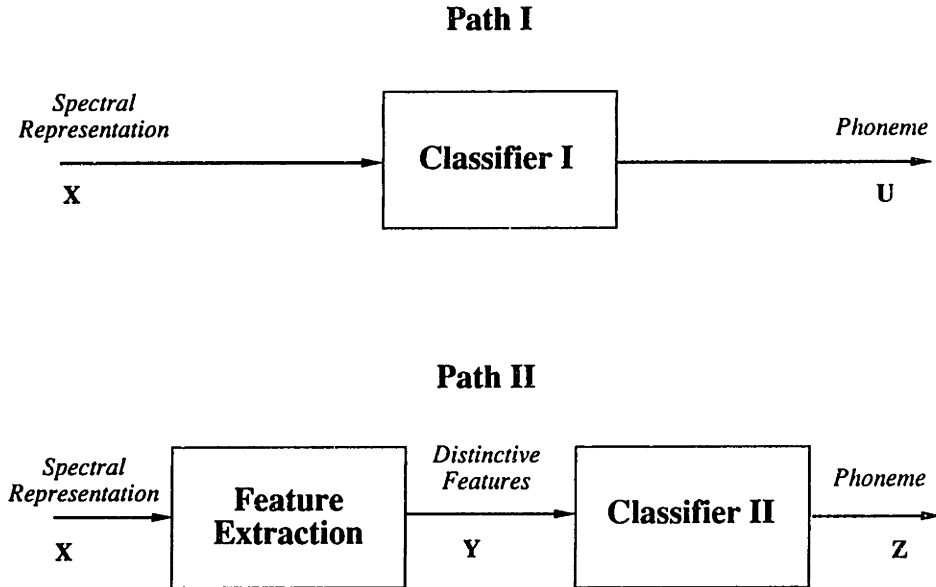 Path I
Spectral
Representation
X
Classifier I
Phoneme
U
Path II
Spectral
Representation
X
Feature
Extraction
Distinctive
Features
Y
Classifier II
Phoneme
Z